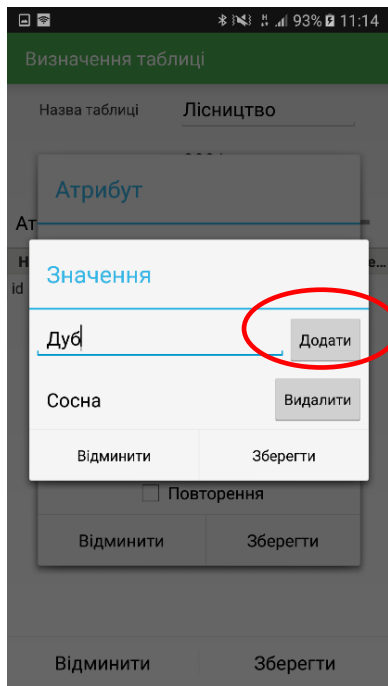 93% 11:14
Визначення таблиці
Назва таблиці Лісництво
Атрибут
Ат
Н е...
id
Значення
Дуб Додати
Сосна Видалити
Відминити Зберегти
Повторення
Відминити Зберегти
Відминити Зберегти